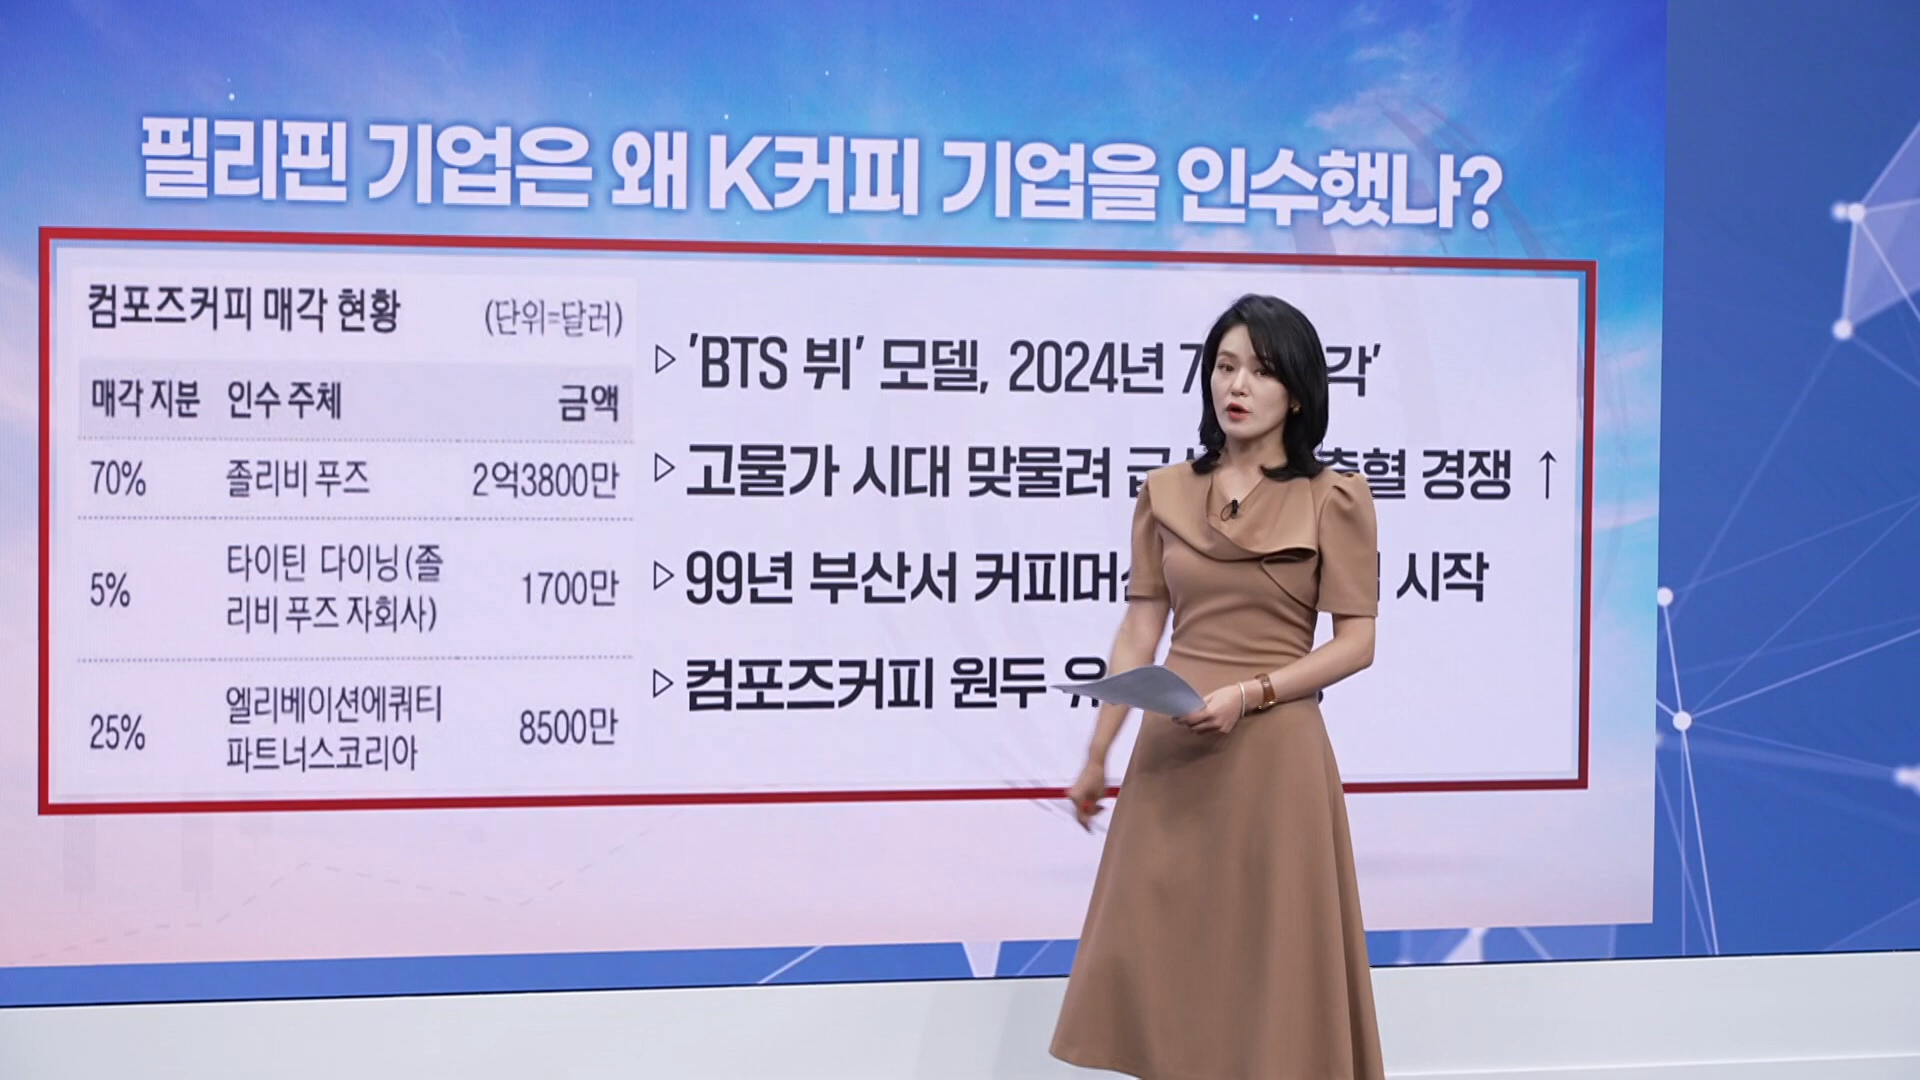 필리핀 기업은 왜 K커피 기업을 인수했나?
컴포즈커피 매각 현황 (단위=달러)
매각 지분 인수 주체 금액
70% 졸리비 푸즈 2억3800만
5% 타이틴 다이닝(졸
리비 푸즈 자회사) 1700만
25% 엘리베이션에쿼티
파트너스코리아 8500만
▷ 'BTS 뷔' 모델, 2024년
▷ 고물가 시대 맞물려 경쟁 ↑
▷ 99년 부산서 시작
▷ 컴포즈커피 원두